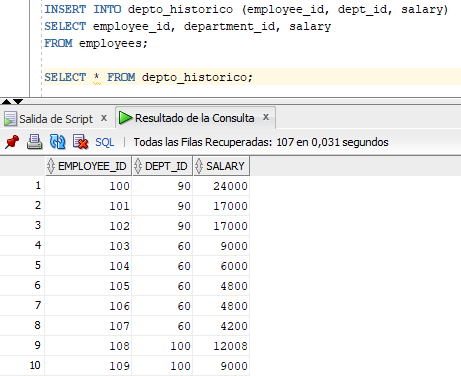 INSERT INTO depto_historico (employee_id, dept_id, salary)
SELECT employee_id, department_id, salary
FROM employees;
SELECT * FROM depto_historico;
Salida de Script x Resultado de la Consulta x
SQL | Todas las Filas Recuperadas: 107 en 0,031 segundos
EMPLOYEE_ID DEPT_ID SALARY
1 100 90 24000
2 101 90 17000
3 102 90 17000
4 103 60 9000
5 104 60 6000
6 105 60 4800
7 106 60 4800
8 107 60 4200
9 108 100 12008
10 109 100 9000